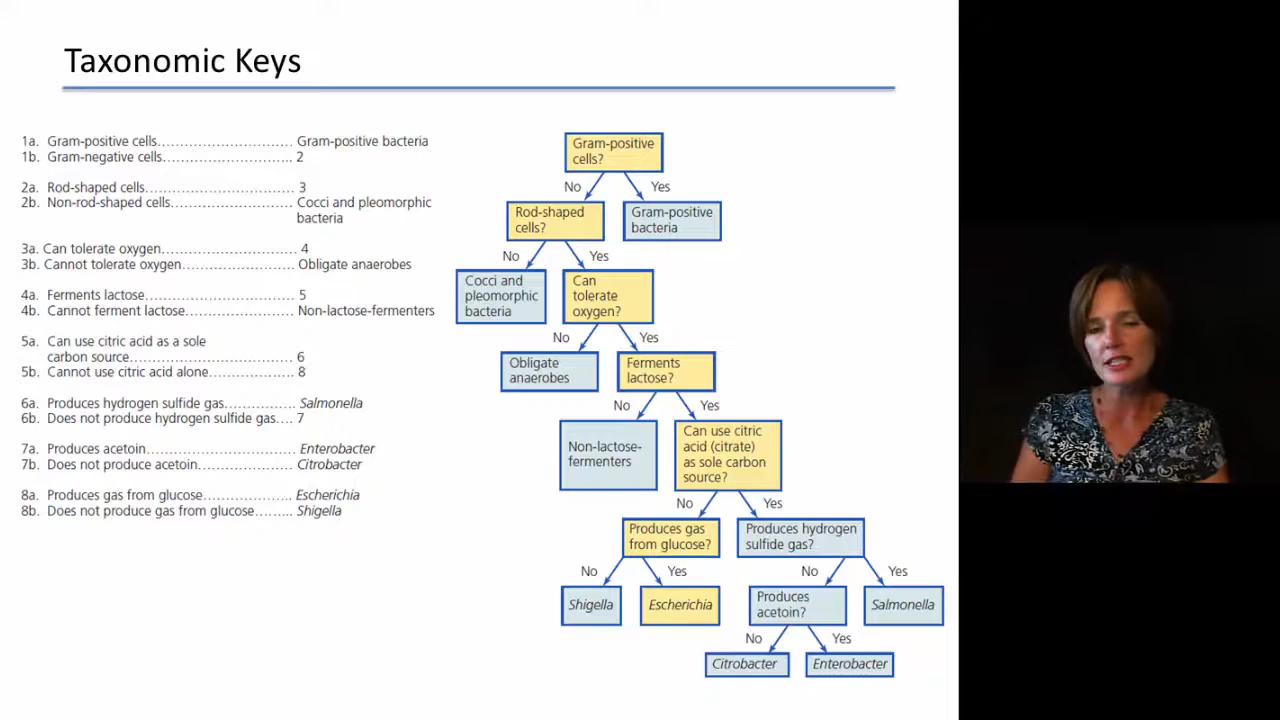 Taxonomic Keys
1a. Gram-positive cells............................ Gram-positive bacteria
1b. Gram-negative cells........................... 2
2a. Rod-shaped cells................................ 3
2b. Non-rod-shaped cells.......................... Cocci and pleomorphic
bacteria
3a. Can tolerate oxygen............................. 4
3b. Cannot tolerate oxygen....................... Obligate anaerobes
4a. Ferments lactose................................ 5
4b. Cannot ferment lactose....................... Non-lactose-fermenters
5a. Can use citric acid as a sole
carbon source................................... 6
5b. Cannot use citric acid alone.................. 8
6a. Produces hydrogen sulfide gas............... Salmonella
6b. Does not produce hydrogen sulfide gas.... 7
7a. Produces acetoin................................ Enterobacter
7b. Does not produce acetoin..................... Citrobacter
8a. Produces gas from glucose................... Escherichia
8b. Does not produce gas from glucose........ Shigella
Gram-positive
cells?
No Yes
Rod-shaped
cells?
Gram-positive
bacteria
No Yes
Cocci and
pleomorphic
bacteria
Can
tolerate
oxygen?
No Yes
Obligate
anaerobes
Ferments
lactose?
No Yes
Non-lactose-
fermenters
Can use citric
acid (citrate)
as sole carbon
source?
No Yes
Produces gas
from glucose?
Produces hydrogen
sulfide gas?
No Yes No Yes
Shigella
Escherichia
Produces
acetoin?
Salmonella
No Yes
Citrobacter
Enterobacter